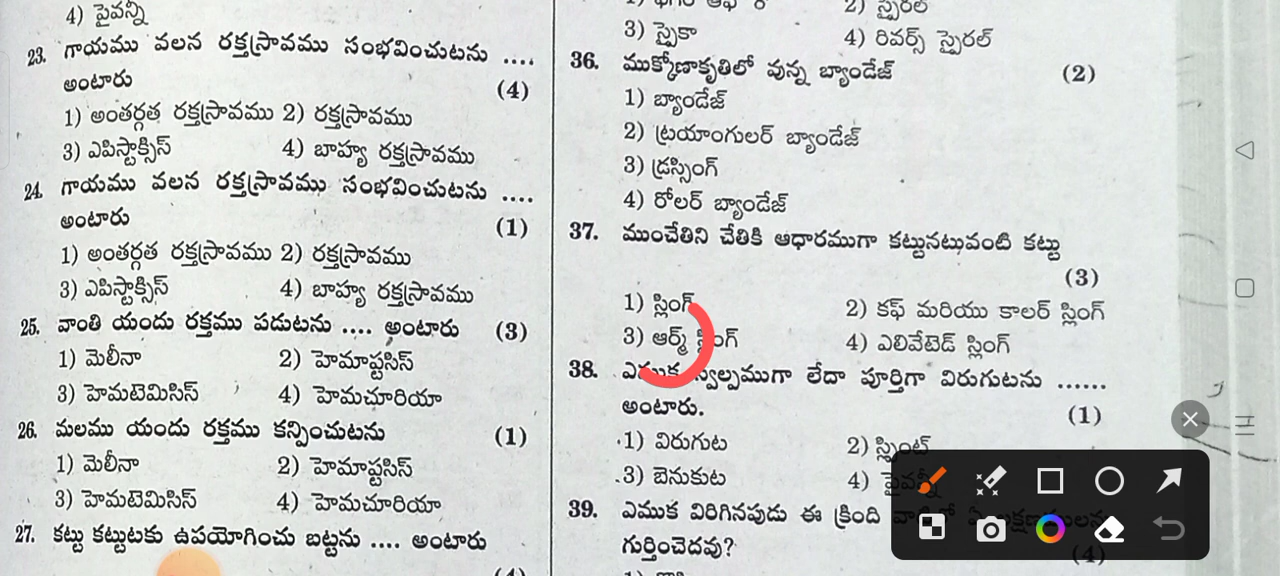 4) పైవన్నీ
23. గాయము వలన రక్తస్రావము సంభవించుటను ....
అంటారు (4)
1) అంతర్గత రక్తస్రావము 2) రక్తస్రావము
3) ఎపిస్టాక్సిస్ 4) బాహ్య రక్తస్రావము
24. గాయము వలన రక్తస్రావము సంభవించుటను ....
అంటారు (1)
1) అంతర్గత రక్తస్రావము 2) రక్తస్రావము
3) ఎపిస్టాక్సిస్ 4) బాహ్య రక్తస్రావము
25. వాంతి యందు రక్తము పడుటను .... అంటారు (3)
1) మెలీనా 2) హెమాప్టసిస్
3) హెమటెమిసిస్ 4) హెమచూరియా
26. మలము యందు రక్తము కన్పించుటను (1)
1) మెలీనా 2) హెమాప్టసిస్
3) హెమటెమిసిస్ 4) హెమచూరియా
27. కట్టు కట్టుటకు ఉపయోగించు బట్టను .... అంటారు
2) స్పైరల్
3) స్పైకా 4) రివర్స్ స్పైరల్
36. ముక్కోణాకృతిలో వున్న బ్యాండేజ్ (2)
1) బ్యాండేజ్
2) ట్రయాంగులర్ బ్యాండేజ్
3) డ్రస్సింగ్
4) రోలర్ బ్యాండేజ్
37. ముంచేతిని చేతికి ఆధారముగా కట్టునటువంటి కట్టు
(3)
1) స్లింగ్ 2) కఫ్ మరియు కాలర్ స్లింగ్
3) ఆర్మ్ స్లింగ్ 4) ఎలివేటెడ్ స్లింగ్
38. ఎముక స్వల్పముగా లేదా పూర్తిగా విరుగుటను ......
అంటారు. (1)
1) విరుగుట 2) స్ప్లింట్
3) బెనుకుట 4) పైవన్నీ
39. ఎముక విరిగినపుడు ఈ క్రింది
గుర్తించెదవు? (4)